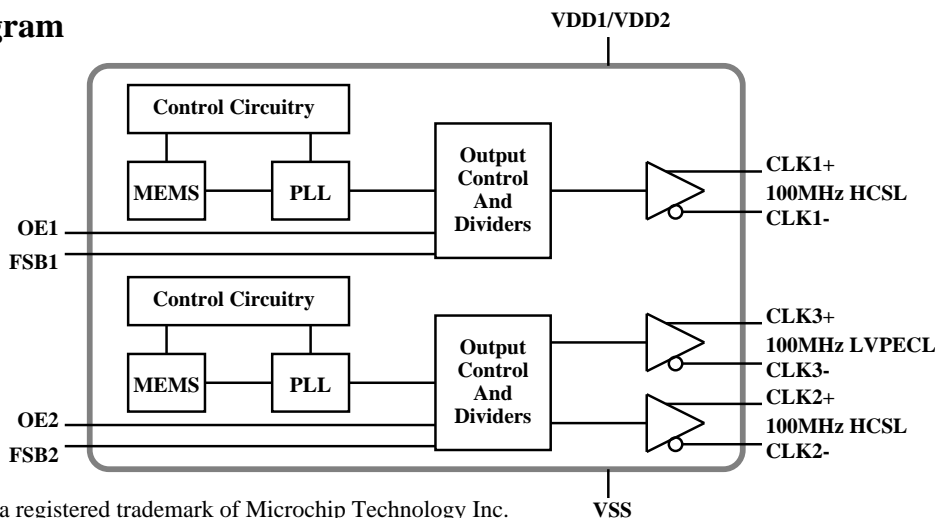 gram
VDD1/VDD2
Control Circuitry
MEMS
PLL
Output
Control
And
Dividers
CLK1+
100MHz HCSL
CLK1-
OE1
FSB1
Control Circuitry
MEMS
PLL
Output
Control
And
Dividers
CLK3+
100MHz LVPECL
CLK3-
CLK2+
100MHz HCSL
CLK2-
OE2
FSB2
VSS
a registered trademark of Microchip Technology Inc.